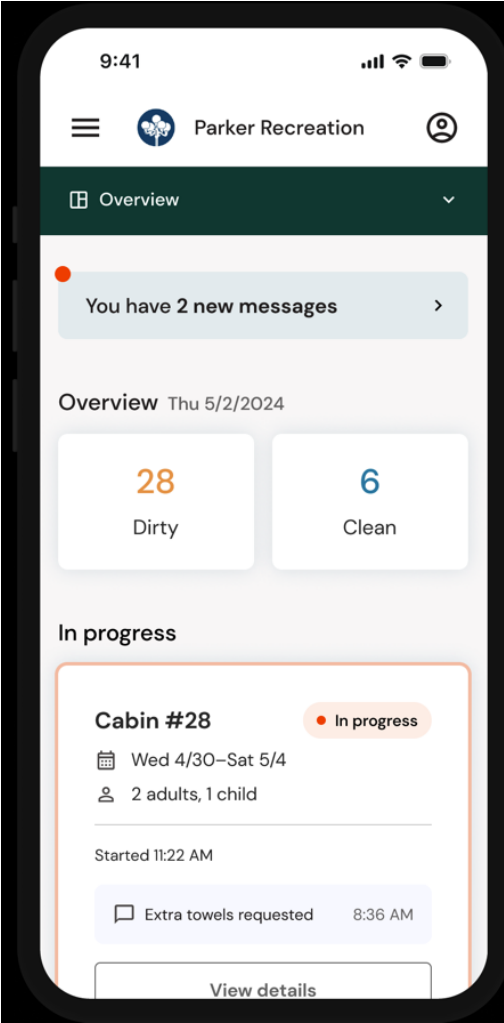 9:41
Parker Recreation
Overview
You have 2 new messages
Overview Thu 5/2/2024
28
Dirty
6
Clean
In progress
Cabin #28
In progress
Wed 4/30–Sat 5/4
2 adults, 1 child
Started 11:22 AM
Extra towels requested 8:36 AM
View details